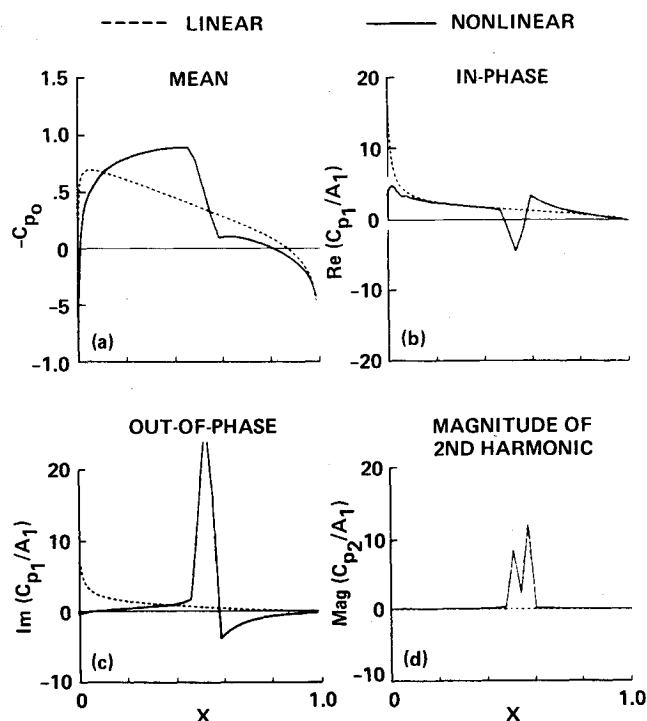 LINEAR NONLINEAR
MEAN
1.5
1.0
.5
0
−5
−1.0
−Cp₀
(a)
IN-PHASE
20
10
0
−10
−20
Re (Cp₁/A₁)
(b)
OUT-OF-PHASE
20
10
0
−10
Im (Cp₁/A₁)
(c)
0 1.0
X
MAGNITUDE OF
2ND HARMONIC
20
10
0
−10
Mag (Cp₂/A₁)
(d)
0 1.0
X